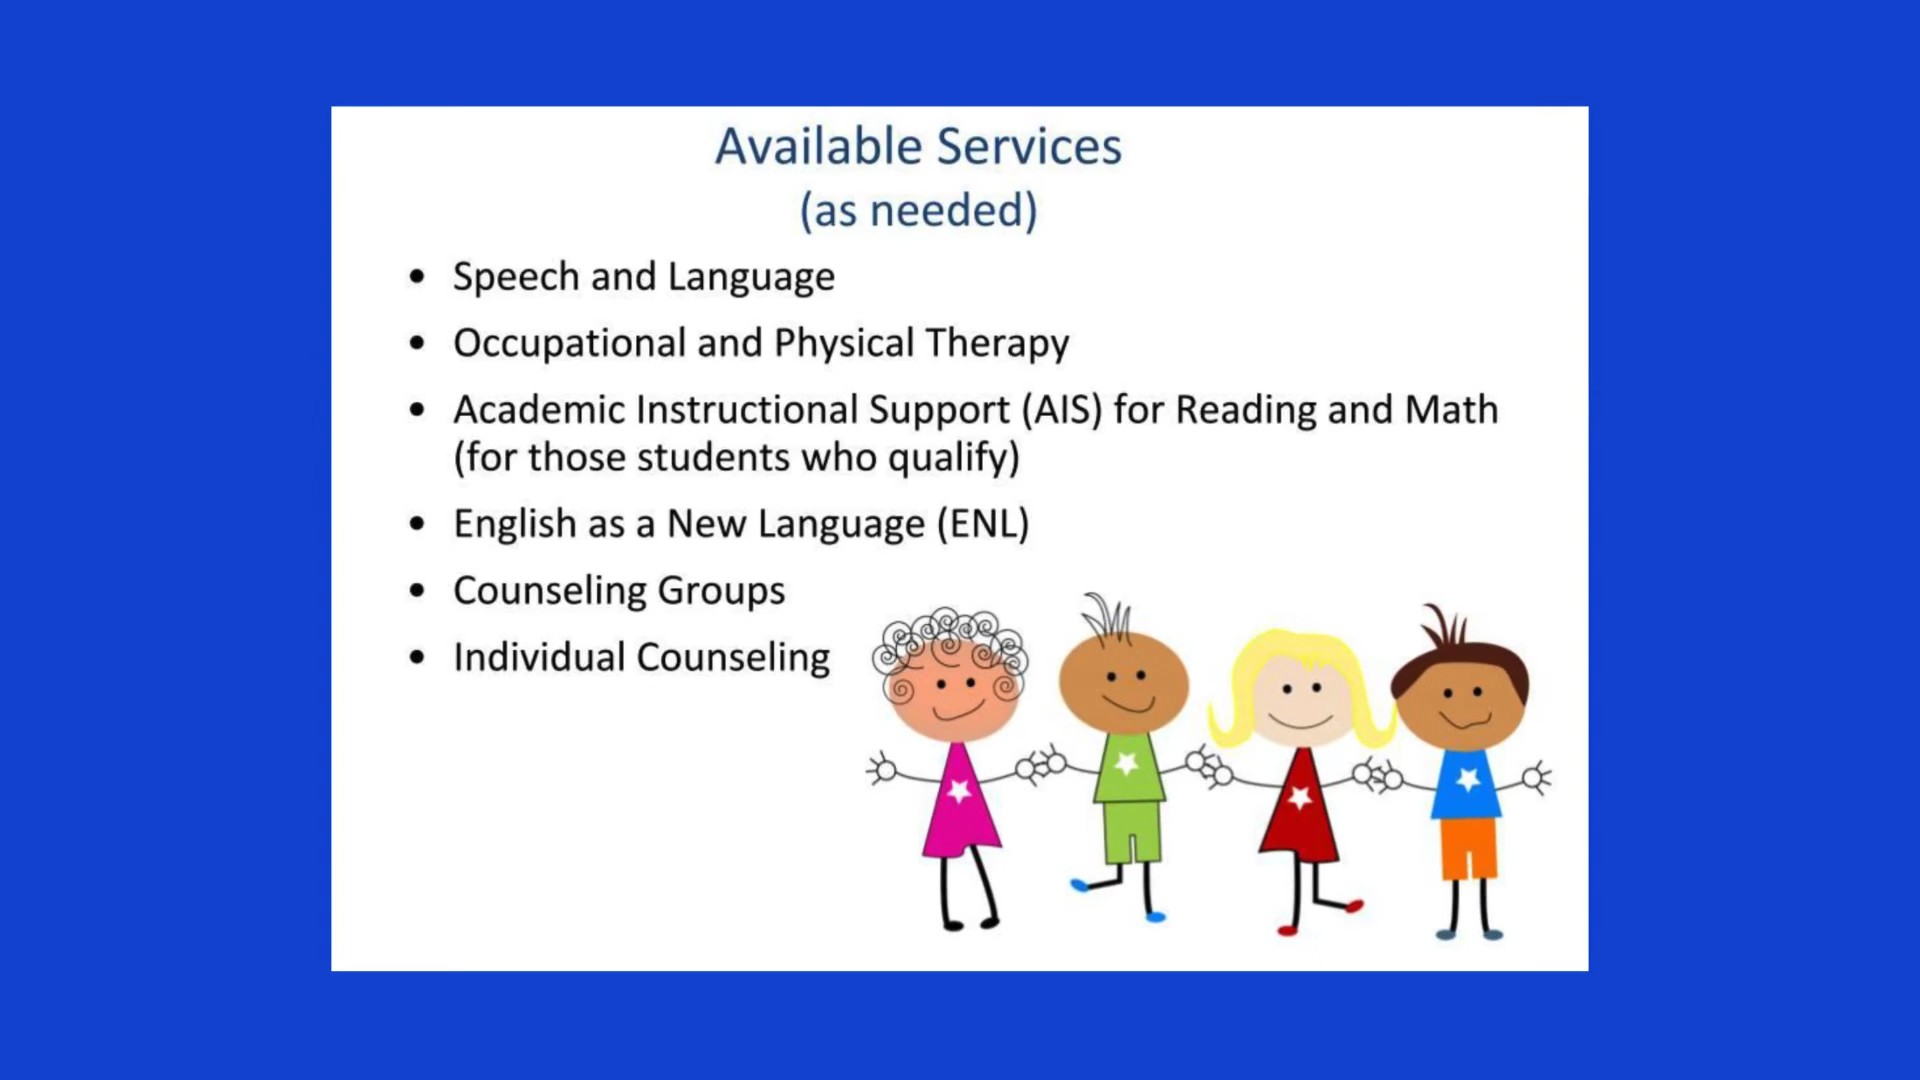 Available Services
(as needed)
• Speech and Language
• Occupational and Physical Therapy
• Academic Instructional Support (AIS) for Reading and Math
(for those students who qualify)
• English as a New Language (ENL)
• Counseling Groups
• Individual Counseling